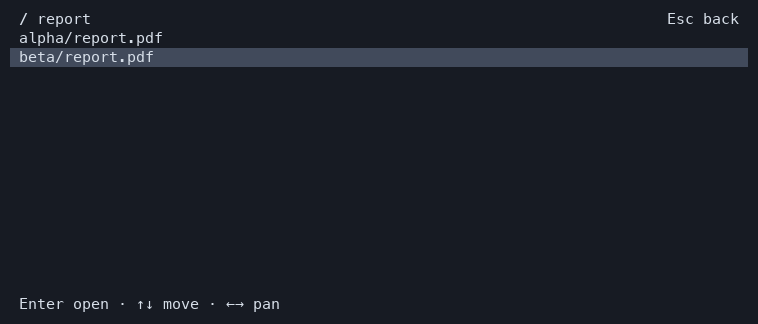 / report Esc back
alpha/report.pdf
beta/report.pdf
Enter open · ↑↓ move · ←→ pan